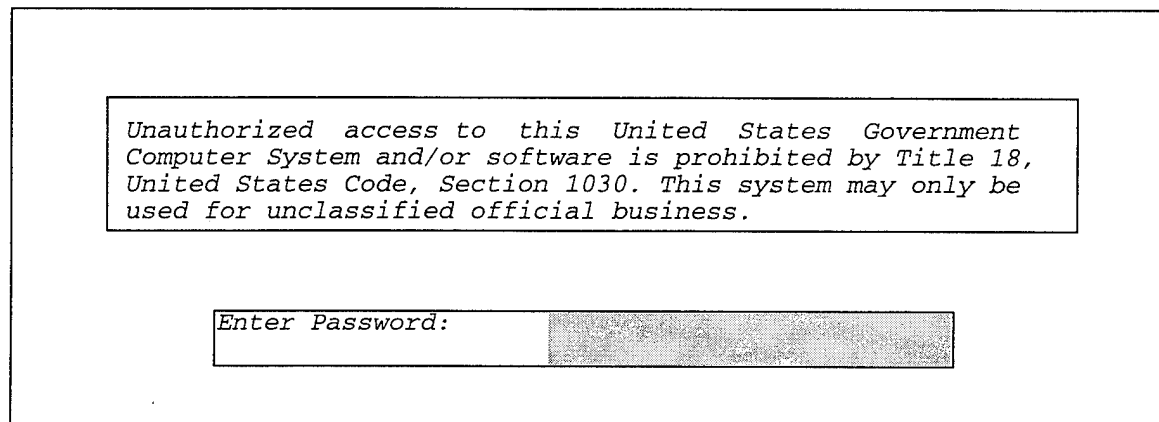 Unauthorized access to this United States Government
Computer System and/or software is prohibited by Title 18,
United States Code, Section 1030. This system may only be
used for unclassified official business.
Enter Password: